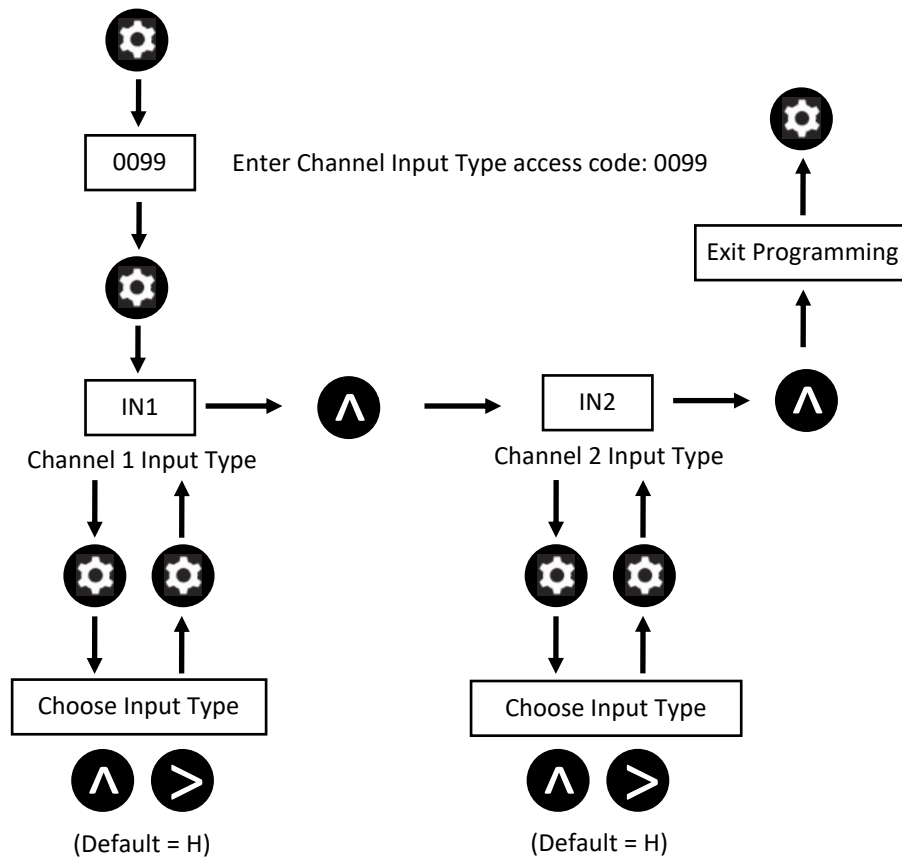 0099
Enter Channel Input Type access code: 0099
Exit Programming
IN1
IN2
Channel 1 Input Type
Channel 2 Input Type
Choose Input Type
Choose Input Type
(Default = H)
(Default = H)